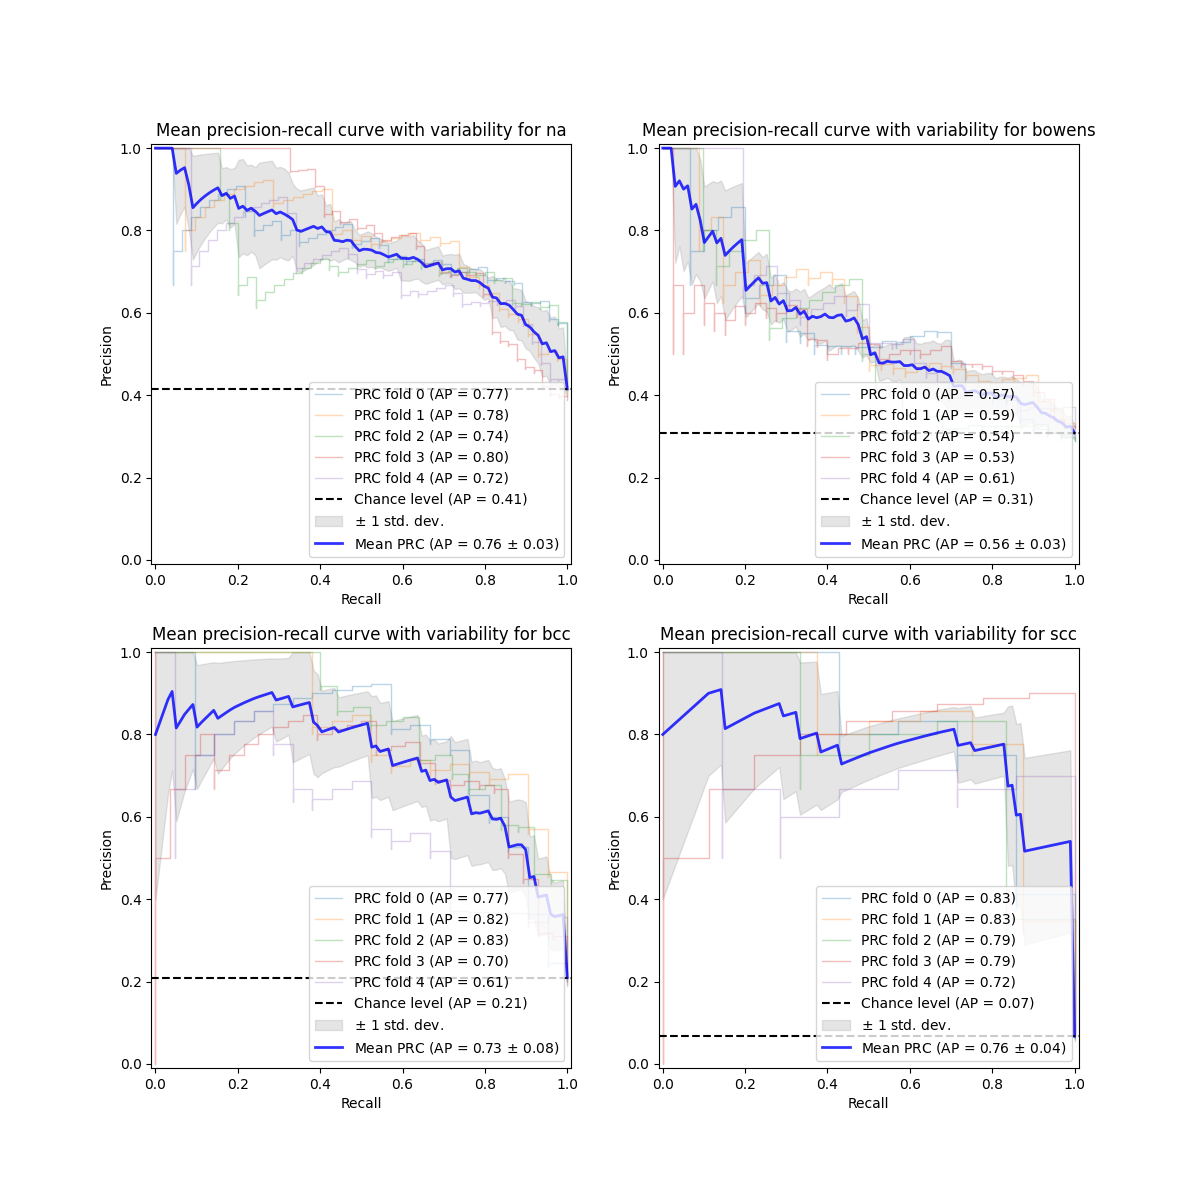 Mean precision-recall curve with variability for na
1.0
0.8
0.6
0.4
0.2
0.0
Precision
PRC fold 0 (AP = 0.77)
PRC fold 1 (AP = 0.78)
PRC fold 2 (AP = 0.74)
PRC fold 3 (AP = 0.80)
PRC fold 4 (AP = 0.72)
Chance level (AP = 0.41)
± 1 std. dev.
Mean PRC (AP = 0.76 ± 0.03)
0.0 0.2 0.4 0.6 0.8 1.0
Recall
Mean precision-recall curve with variability for bowens
1.0
0.8
0.6
0.4
0.2
0.0
Precision
PRC fold 0 (AP = 0.57)
PRC fold 1 (AP = 0.59)
PRC fold 2 (AP = 0.54)
PRC fold 3 (AP = 0.53)
PRC fold 4 (AP = 0.61)
Chance level (AP = 0.31)
± 1 std. dev.
Mean PRC (AP = 0.56 ± 0.03)
0.0 0.2 0.4 0.6 0.8 1.0
Recall
Mean precision-recall curve with variability for bcc
1.0
0.8
0.6
0.4
0.2
0.0
Precision
PRC fold 0 (AP = 0.77)
PRC fold 1 (AP = 0.82)
PRC fold 2 (AP = 0.83)
PRC fold 3 (AP = 0.70)
PRC fold 4 (AP = 0.61)
Chance level (AP = 0.21)
± 1 std. dev.
Mean PRC (AP = 0.73 ± 0.08)
0.0 0.2 0.4 0.6 0.8 1.0
Recall
Mean precision-recall curve with variability for scc
1.0
0.8
0.6
0.4
0.2
0.0
Precision
PRC fold 0 (AP = 0.83)
PRC fold 1 (AP = 0.83)
PRC fold 2 (AP = 0.79)
PRC fold 3 (AP = 0.79)
PRC fold 4 (AP = 0.72)
Chance level (AP = 0.07)
± 1 std. dev.
Mean PRC (AP = 0.76 ± 0.04)
0.0 0.2 0.4 0.6 0.8 1.0
Recall